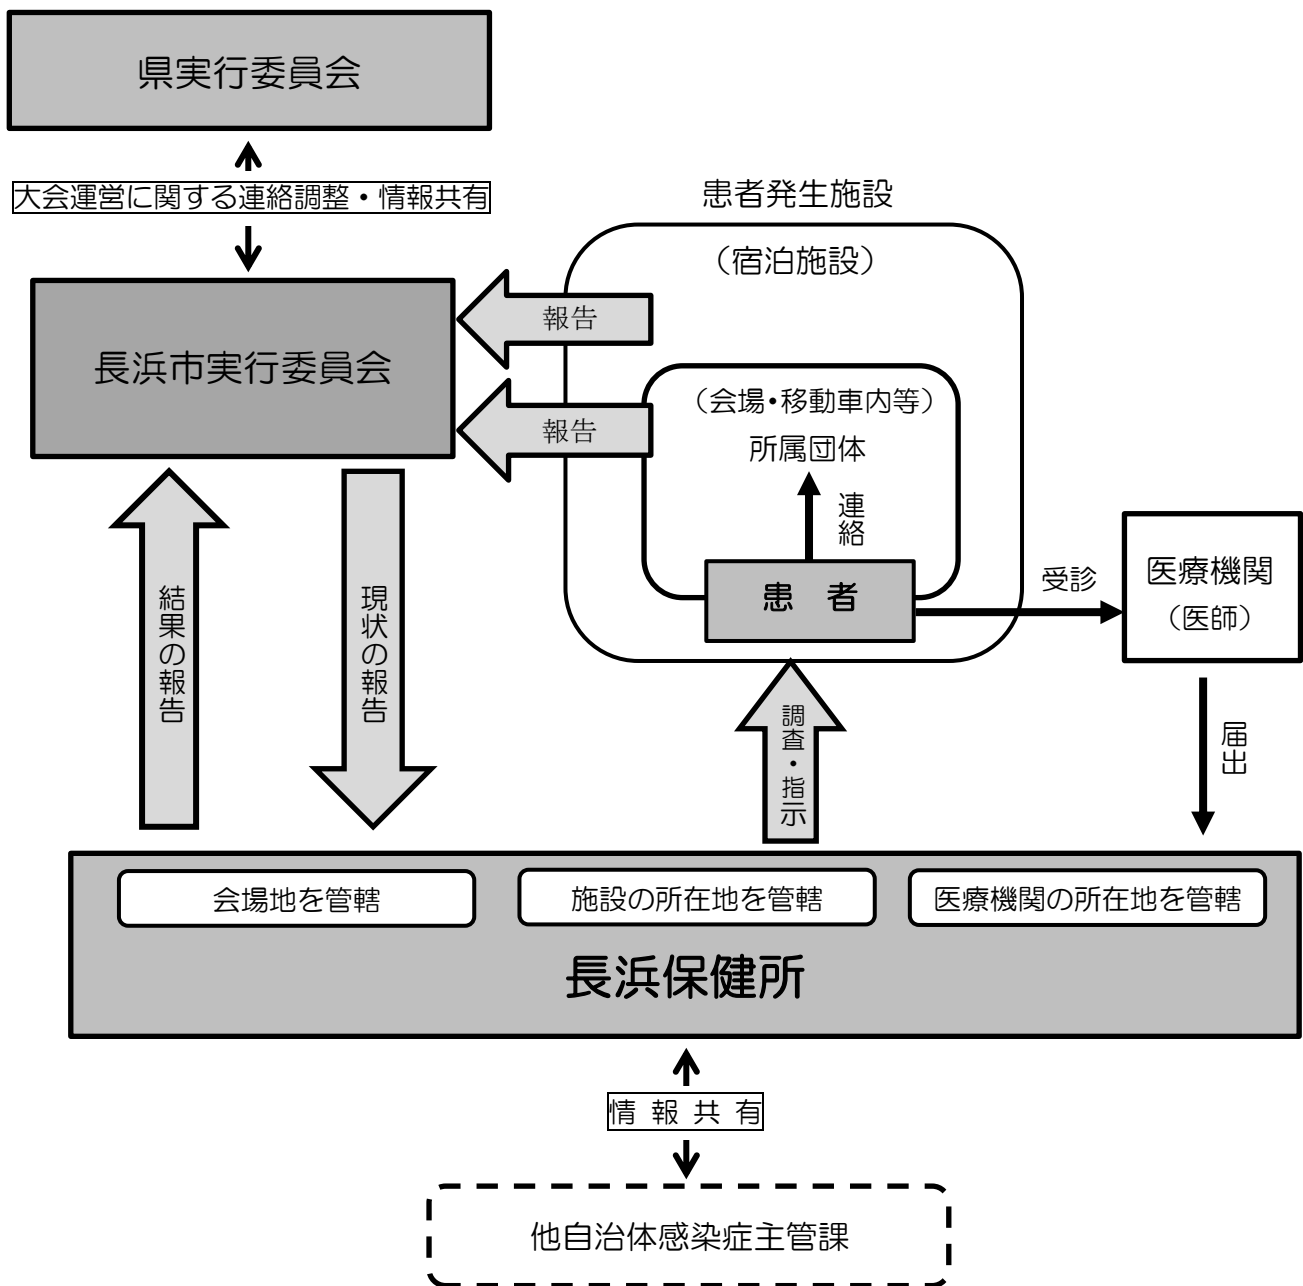 県実行委員会
大会運営に関する連絡調整・情報共有
患者発生施設
（宿泊施設）
報告
長浜市実行委員会
（会場・移動車内等）
報告
所属団体
連絡
患　者
受診
医療機関
（医師）
結果の報告
現状の報告
調査・指示
届出
会場地を管轄
施設の所在地を管轄
医療機関の所在地を管轄
長浜保健所
情 報 共 有
他自治体感染症主管課